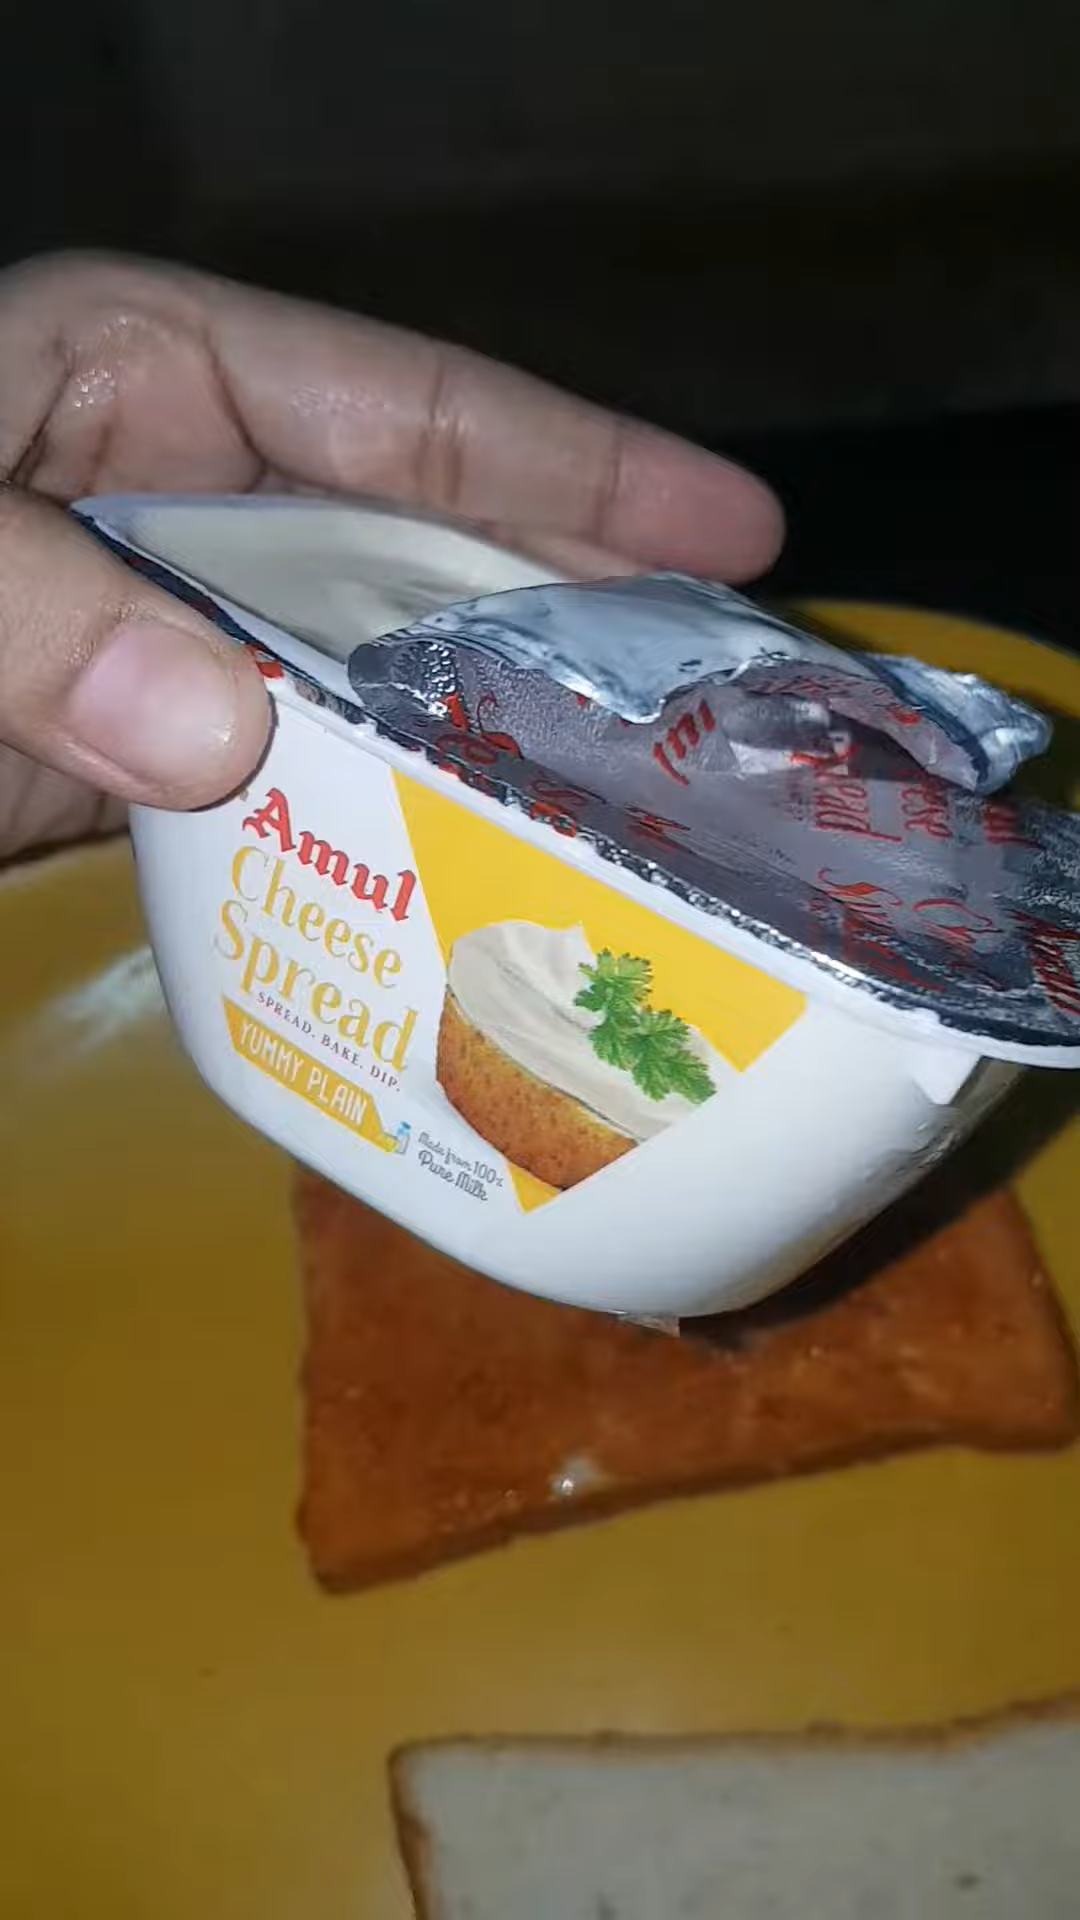 Amul
Cheese
Spread
SPREAD. BAKE. DIP.
YUMMY PLAIN
Made from 100%
Pure Milk